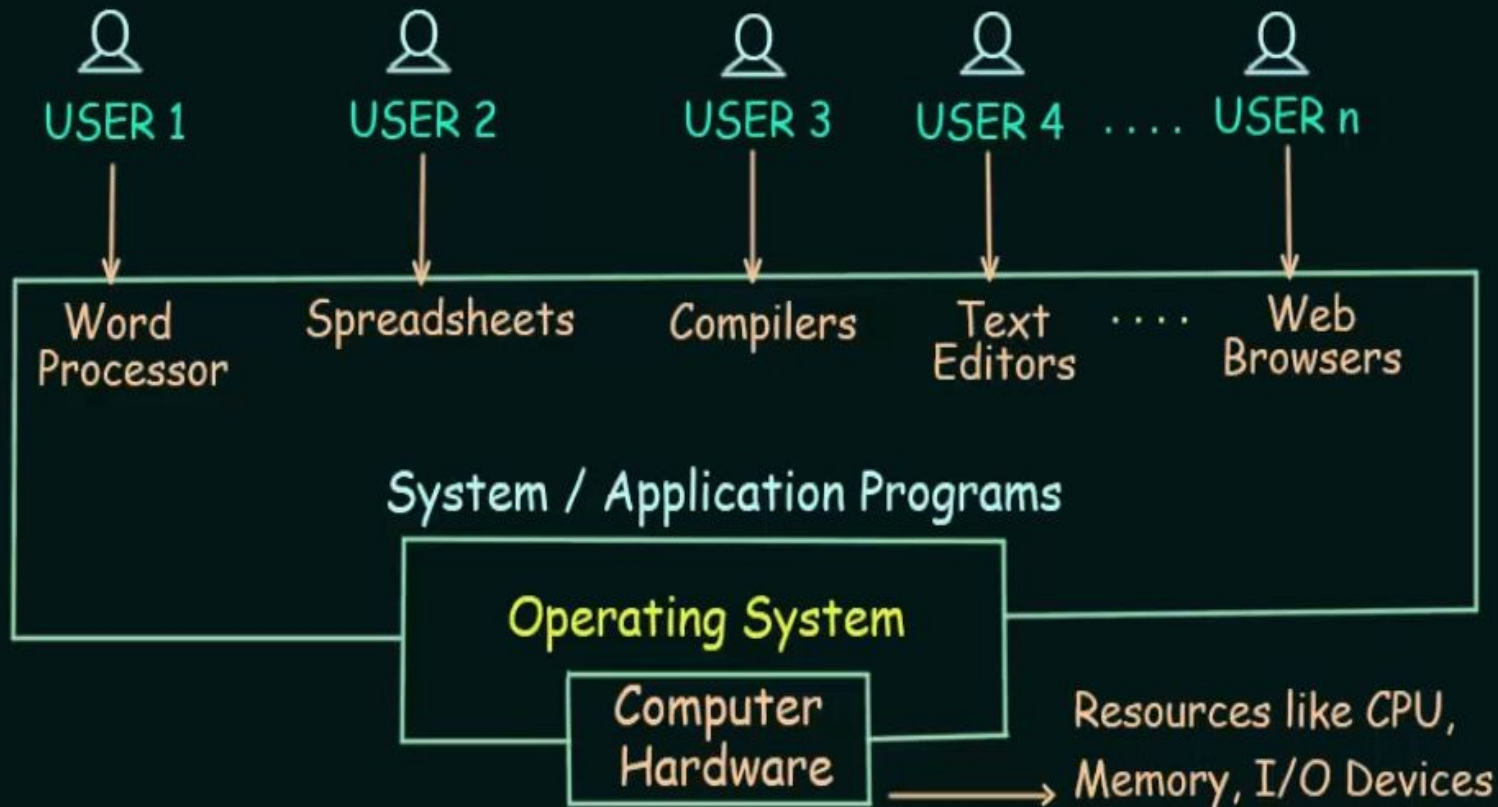 USER 1 USER 2 USER 3 USER 4 .... USER n
Word Processor
Spreadsheets
Compilers
Text Editors
....
Web Browsers
System / Application Programs
Operating System
Computer
Hardware
Resources like CPU,
Memory, I/O Devices